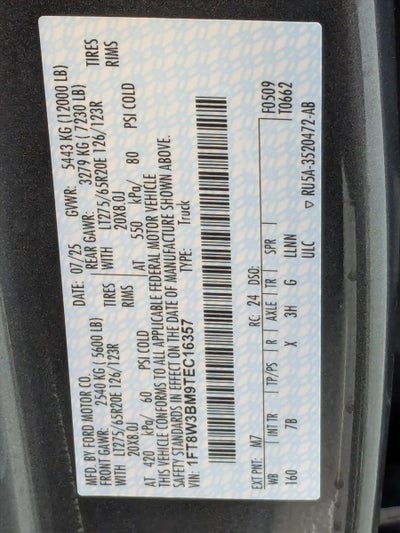 MFD. BY FORD MOTOR CO.
DATE: 07/25 GVWR: 5443 KG (12000 LB)
FRONT GAWR: 2540 KG (5600 LB) REAR GAWR: 3279 KG (7230 LB)
WITH LT275/65R20E 126/123R TIRES WITH LT275/65R20E 126/123R TIRES
20X8.0J RIMS 20X8.0J RIMS
AT 420 kPa/ 60 PSI COLD AT 550 kPa/ 80 PSI COLD
THIS VEHICLE CONFORMS TO ALL APPLICABLE FEDERAL MOTOR VEHICLE
SAFETY STANDARDS IN EFFECT ON THE DATE OF MANUFACTURE SHOWN ABOVE.
VIN: 1FT8W3BM9TEC16357 Truck
F0509
T0662
EXT PNT: M7 RC: 24 DSO:
WB INT TR TP/PS R AXLE TR SPR
160 7B X 3H G LLNN
ULC ▽ RU5A-3520472-AB